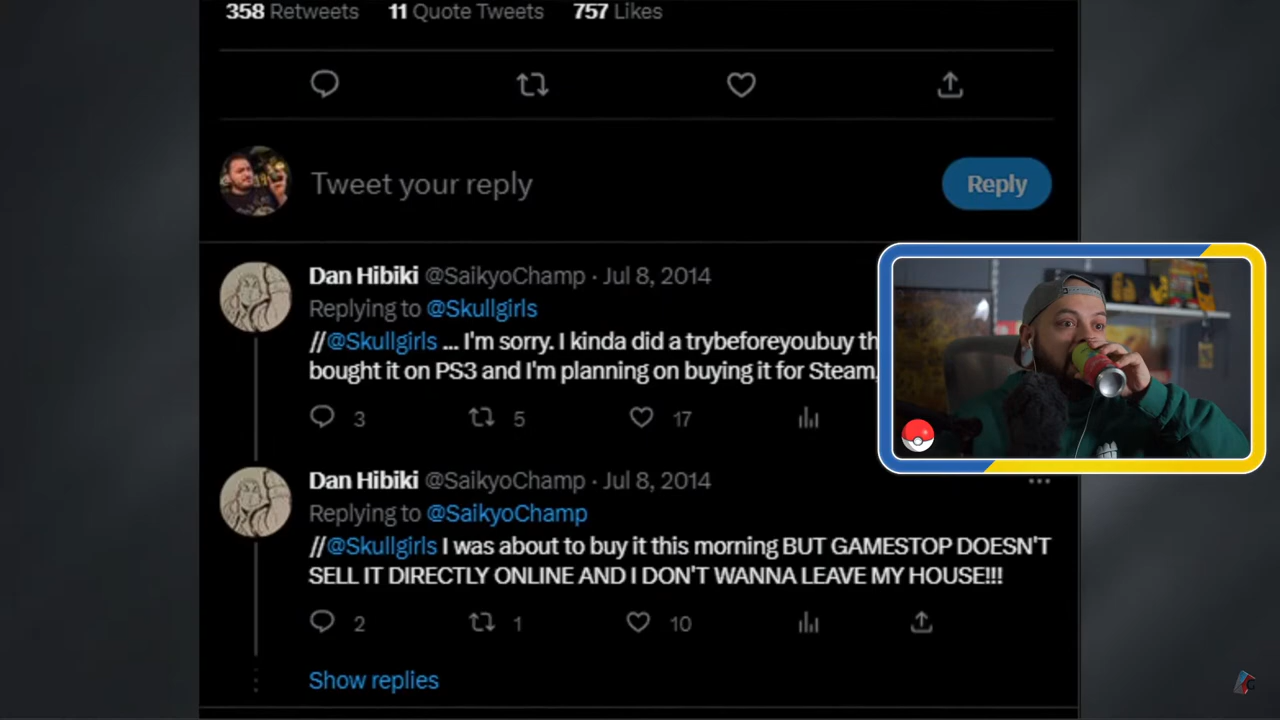 358 Retweets 11 Quote Tweets 757 Likes
Tweet your reply
Reply
Dan Hibiki @SaikyoChamp · Jul 8, 2014
Replying to @Skullgirls
//@Skullgirls ... I'm sorry. I kinda did a trybeforeyoubuy th
bought it on PS3 and I'm planning on buying it for Steam,
3 5 17
Dan Hibiki @SaikyoChamp · Jul 8, 2014
Replying to @SaikyoChamp
//@Skullgirls I was about to buy it this morning BUT GAMESTOP DOESN'T
SELL IT DIRECTLY ONLINE AND I DON'T WANNA LEAVE MY HOUSE!!!
2 1 10
Show replies